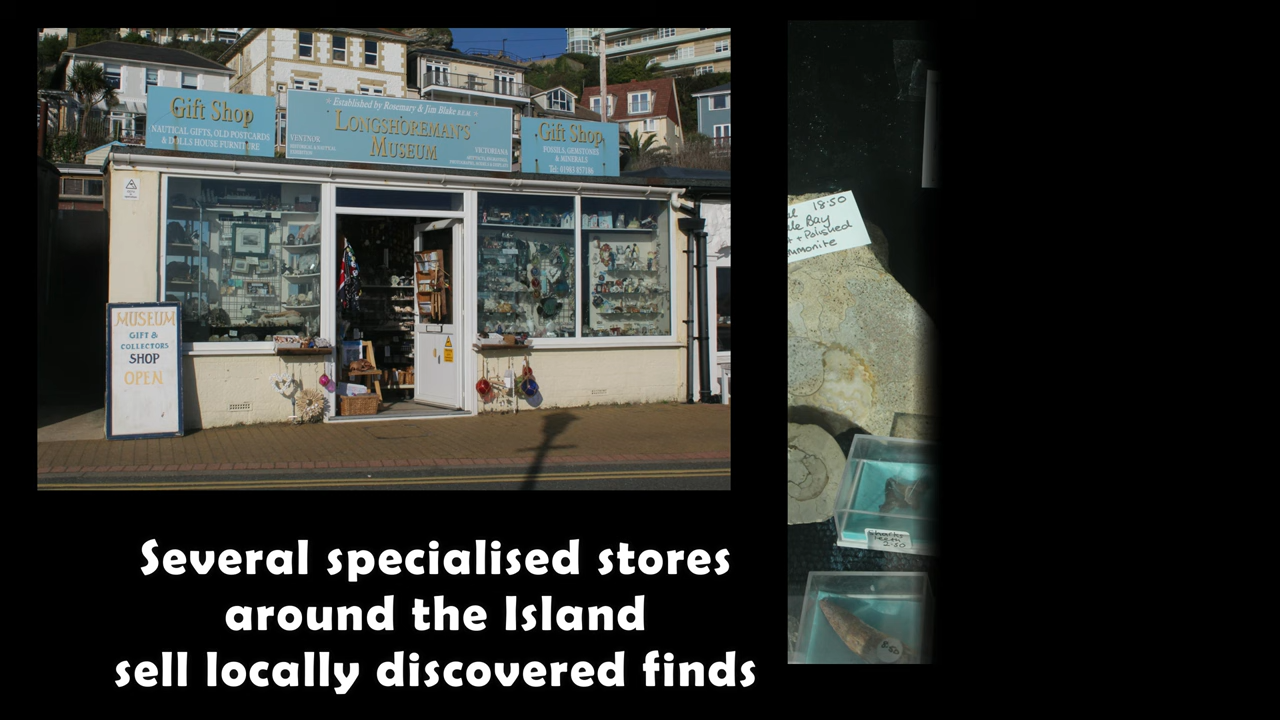 Gift Shop
NAUTICAL GIFTS, OLD POSTCARDS
& DOLLS HOUSE FURNITURE
Established by Rosemary & Jim Blake B.E.M.
LONGSHOREMAN'S
MUSEUM
VENTNOR
VICTORIANA
Gift Shop
FOSSILS, GEMSTONES
& MINERALS
Tel: 01983
MUSEUM
GIFT &
COLLECTORS
SHOP
OPEN
18.50
Bay
+ Polished
Several specialised stores
around the Island
sell locally discovered finds